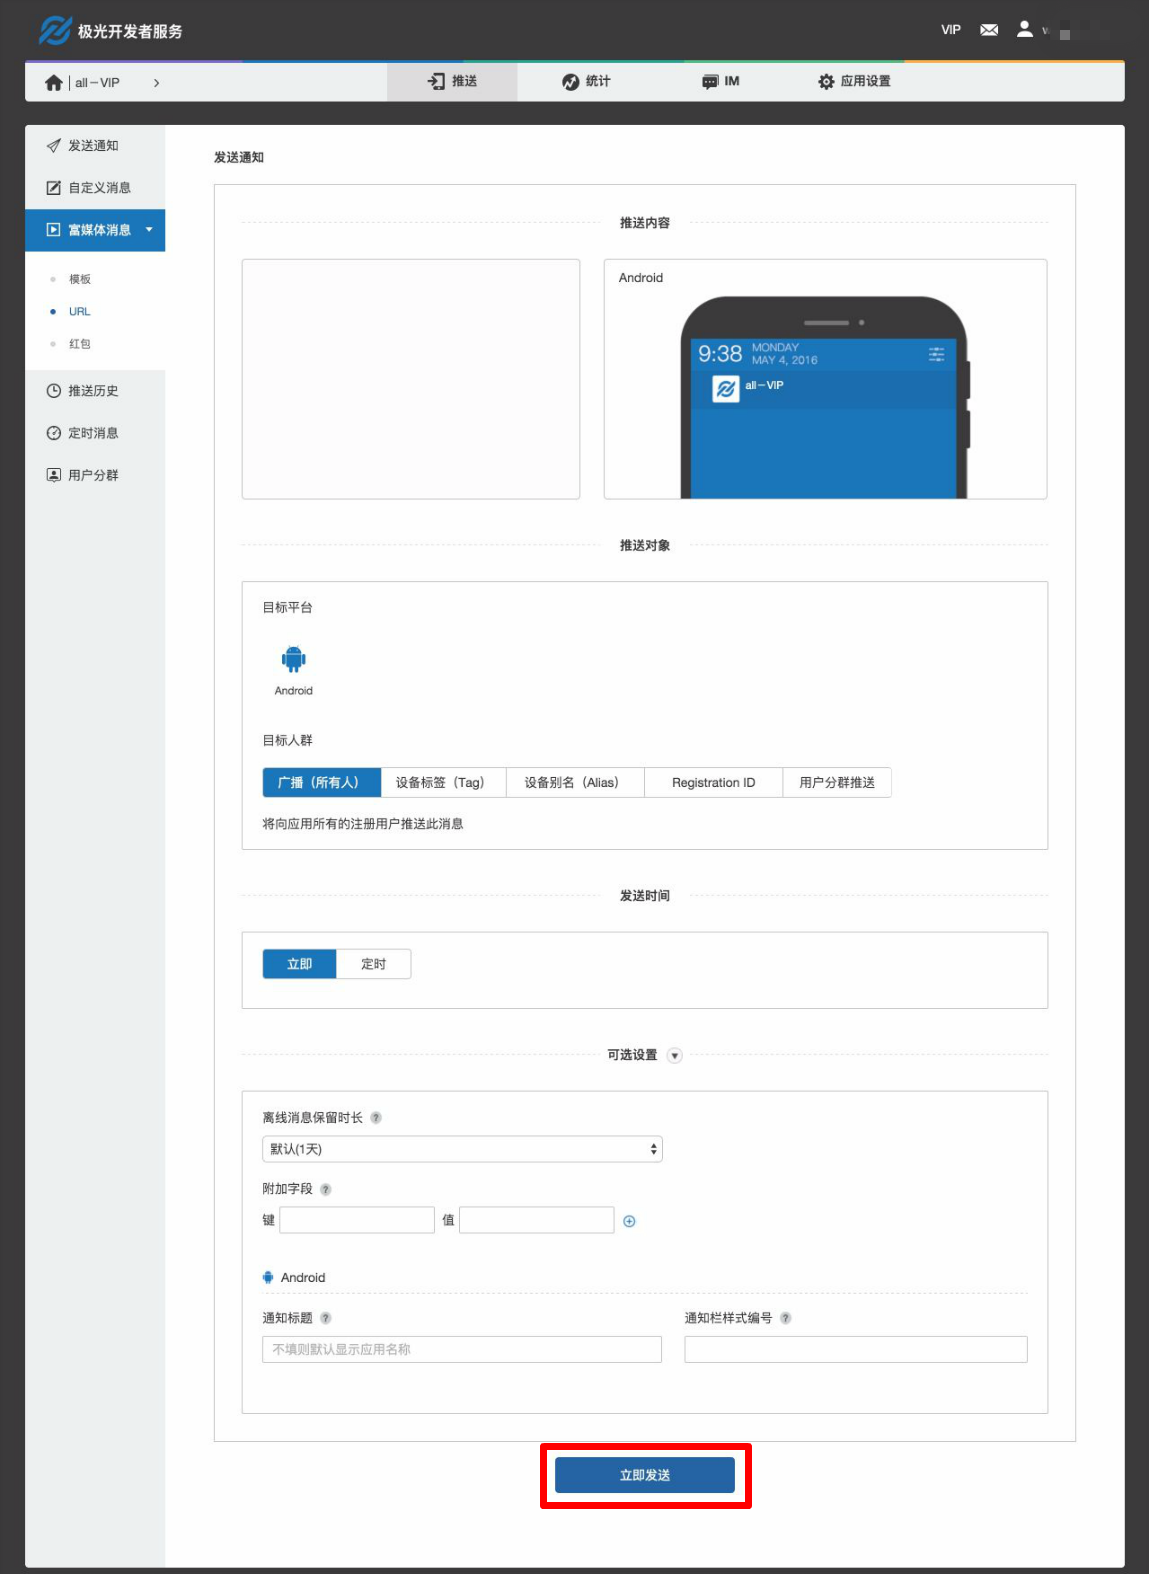 极光开发者服务
VIP
all－VIP
推送
统计
IM
应用设置
发送通知
自定义消息
富媒体消息
模板
URL
红包
推送历史
定时消息
用户分群
发送通知
推送内容
Android
9:38 MONDAY
MAY 4, 2016
all－VIP
推送对象
目标平台
Android
目标人群
广播（所有人） 设备标签（Tag） 设备别名（Alias） Registration ID 用户分群推送
将向应用所有的注册用户推送此消息
发送时间
立即 定时
可选设置
离线消息保留时长 ?
默认(1天)
附加字段 ?
键 值
Android
通知标题 ? 通知栏样式编号 ?
不填则默认显示应用名称
立即发送